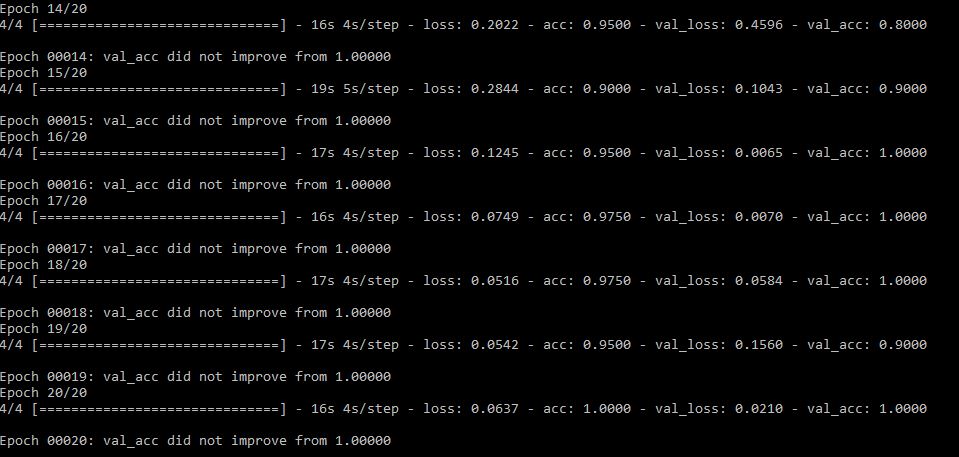 Epoch 14/20
4/4 [==============================] - 16s 4s/step - loss: 0.2022 - acc: 0.9500 - val_loss: 0.4596 - val_acc: 0.8000
Epoch 00014: val_acc did not improve from 1.00000
Epoch 15/20
4/4 [==============================] - 19s 5s/step - loss: 0.2844 - acc: 0.9000 - val_loss: 0.1043 - val_acc: 0.9000
Epoch 00015: val_acc did not improve from 1.00000
Epoch 16/20
4/4 [==============================] - 17s 4s/step - loss: 0.1245 - acc: 0.9500 - val_loss: 0.0065 - val_acc: 1.0000
Epoch 00016: val_acc did not improve from 1.00000
Epoch 17/20
4/4 [==============================] - 16s 4s/step - loss: 0.0749 - acc: 0.9750 - val_loss: 0.0070 - val_acc: 1.0000
Epoch 00017: val_acc did not improve from 1.00000
Epoch 18/20
4/4 [==============================] - 17s 4s/step - loss: 0.0516 - acc: 0.9750 - val_loss: 0.0584 - val_acc: 1.0000
Epoch 00018: val_acc did not improve from 1.00000
Epoch 19/20
4/4 [==============================] - 17s 4s/step - loss: 0.0542 - acc: 0.9500 - val_loss: 0.1560 - val_acc: 0.9000
Epoch 00019: val_acc did not improve from 1.00000
Epoch 20/20
4/4 [==============================] - 16s 4s/step - loss: 0.0637 - acc: 1.0000 - val_loss: 0.0210 - val_acc: 1.0000
Epoch 00020: val_acc did not improve from 1.00000